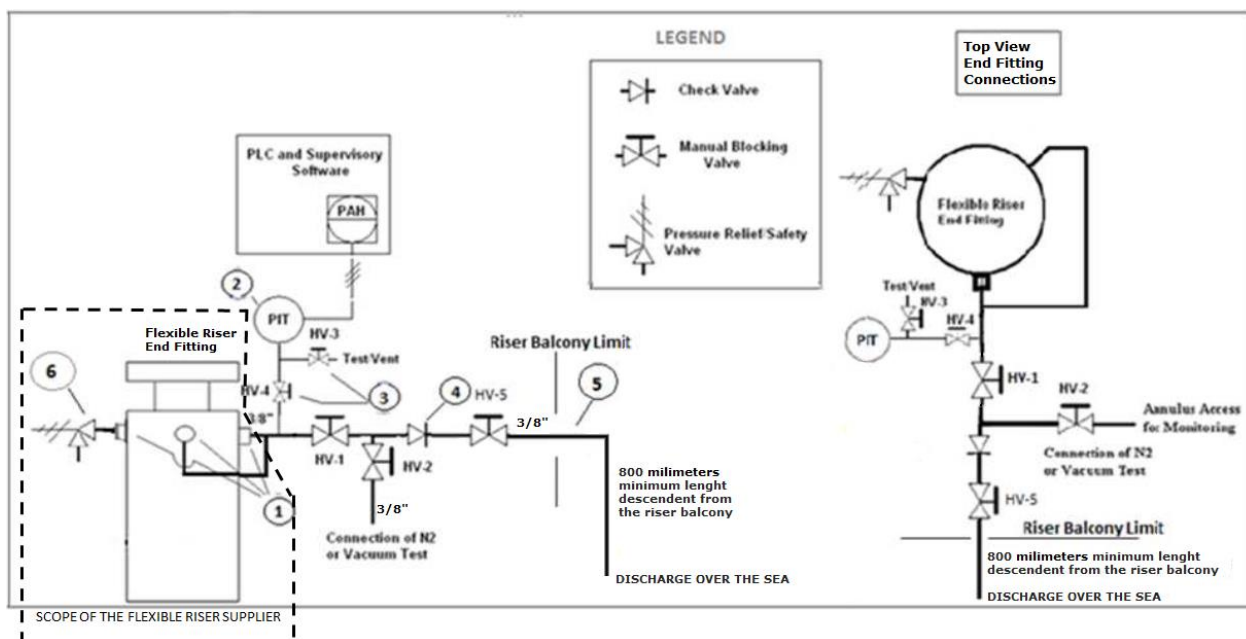 LEGEND
Check Valve
Manual Blocking
Valve
Pressure Relief/Safety
Valve
Top View
End Fitting
Connections
PLC and Supervisory
Software
PAH
2
PIT
HV-3
Test/Vent
HV-4
3
Flexible Riser
End Fitting
6
3/8"
1
HV-1
HV-2
3/8"
Connection of N2
or Vacuum Test
4
HV-5
3/8"
Riser Balcony Limit
5
800 milimeters
minimum lenght
descendent from
the riser balcony
DISCHARGE OVER THE SEA
SCOPE OF THE FLEXIBLE RISER SUPPLIER
Flexible Riser
End Fitting
Test/Vent
HV-3
HV-4
PIT
HV-1
HV-2
Annulus Access
for Monitoring
Connection of N2
or Vacuum Test
HV-5
Riser Balcony Limit
800 milimeters minimum lenght
descendent from the riser balcony
DISCHARGE OVER THE SEA